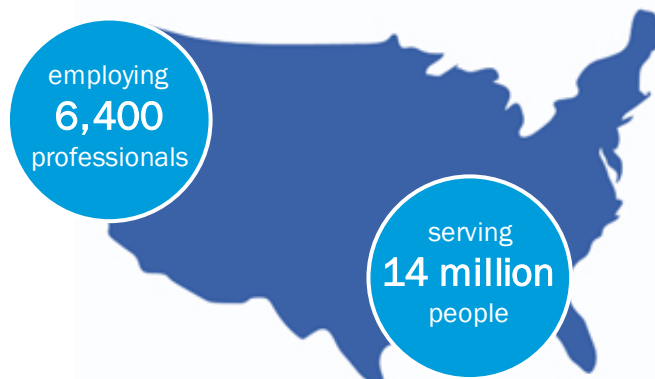 employing
6,400
professionals
serving
14 million
people